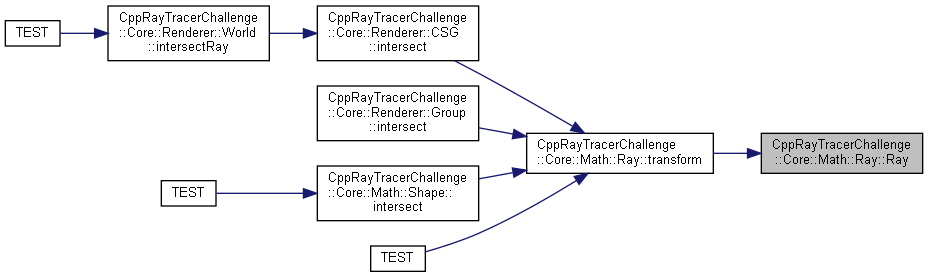 TEST
CppRayTracerChallenge
::Core::Renderer::World
::intersectRay
CppRayTracerChallenge
::Core::Renderer::CSG
::intersect
CppRayTracerChallenge
::Core::Renderer::Group
::intersect
TEST
CppRayTracerChallenge
::Core::Math::Shape::
intersect
TEST
CppRayTracerChallenge
::Core::Math::Ray::transform
CppRayTracerChallenge
::Core::Math::Ray::Ray